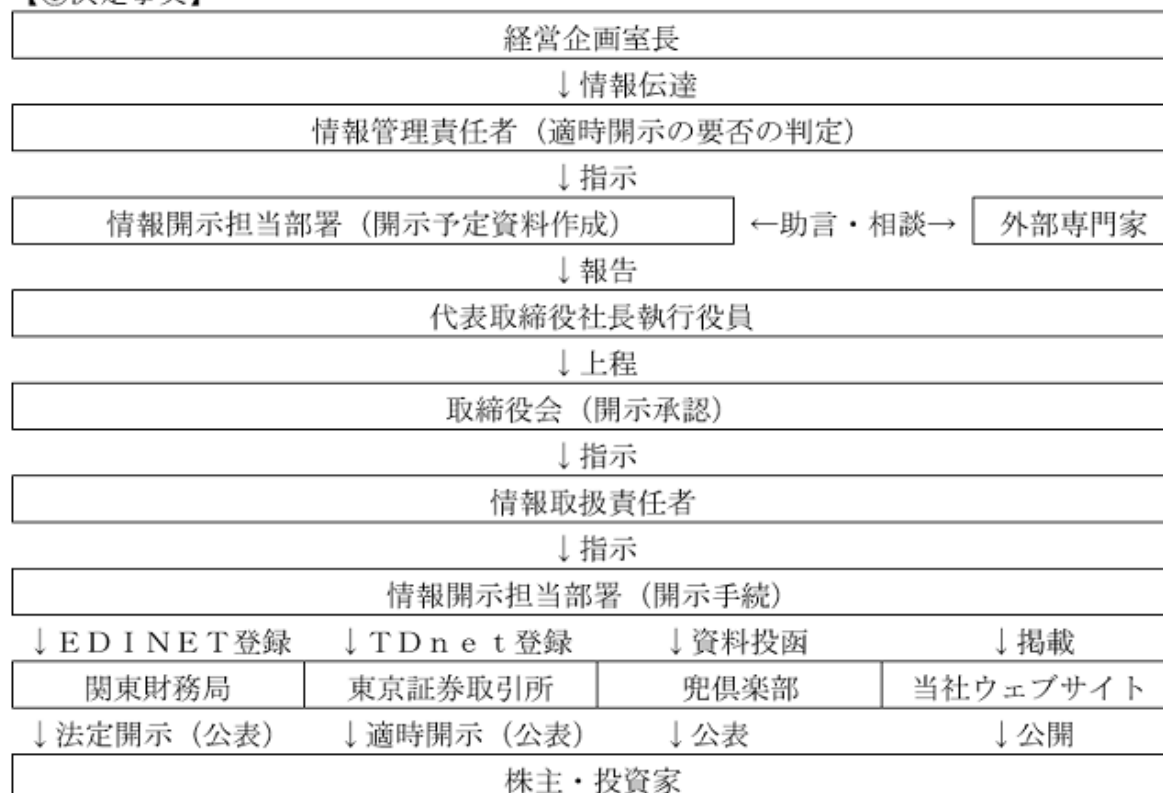 経営企画室長
↓情報伝達
情報管理責任者（適時開示の要否の判定）
↓指示
情報開示担当部署（開示予定資料作成） ←助言・相談→ 外部専門家
↓報告
代表取締役社長執行役員
↓上程
取締役会（開示承認）
↓指示
情報取扱責任者
↓指示
情報開示担当部署（開示手続）
↓ＥＤＩＮＥＴ登録 ↓ＴＤｎｅｔ登録 ↓資料投函 ↓掲載
関東財務局 東京証券取引所 兜倶楽部 当社ウェブサイト
↓法定開示（公表） ↓適時開示（公表） ↓公表 ↓公開
株主・投資家